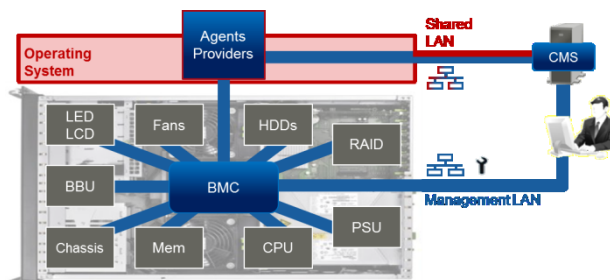 Agents
Providers
Shared
LAN
Operating
System
CMS
LED
LCD
Fans
HDDs
RAID
BBU
BMC
Management LAN
Chassis
Mem
CPU
PSU